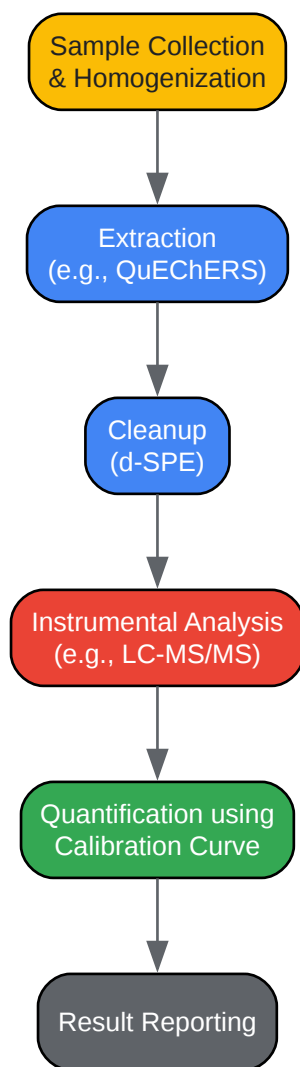 Sample Collection
& Homogenization
Extraction
(e.g., QuEChERS)
Cleanup
(d-SPE)
Instrumental Analysis
(e.g., LC-MS/MS)
Quantification using
Calibration Curve
Result Reporting